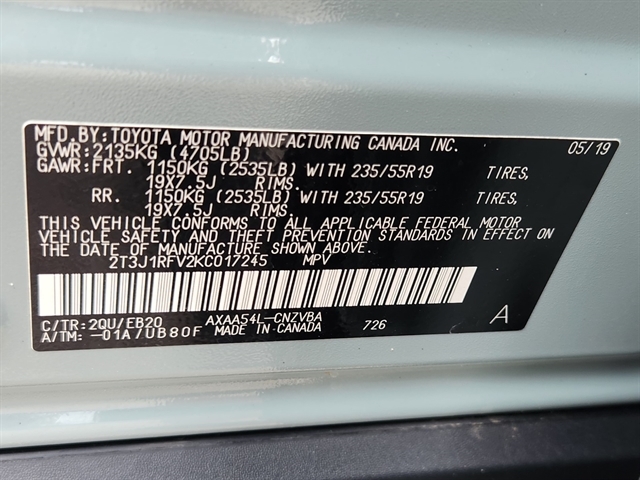 MFD.BY:TOYOTA MOTOR MANUFACTURING CANADA INC. 05/19
GVWR:2135KG (4705LB)
GAWR:FRT. 1150KG (2535LB) WITH 235/55R19 TIRES,
19X7.5J RIMS.
RR. 1150KG (2535LB) WITH 235/55R19 TIRES,
19X7.5J RIMS.
THIS VEHICLE CONFORMS TO ALL APPLICABLE FEDERAL MOTOR
VEHICLE SAFETY AND THEFT PREVENTION STANDARDS IN EFFECT ON
THE DATE OF MANUFACTURE SHOWN ABOVE.
2T3J1RFV2KC017245 MPV
C/TR:2QU/EB20 AXAA54L-CNZVBA A
A/TM:-01A/UB80F MADE IN CANADA 726